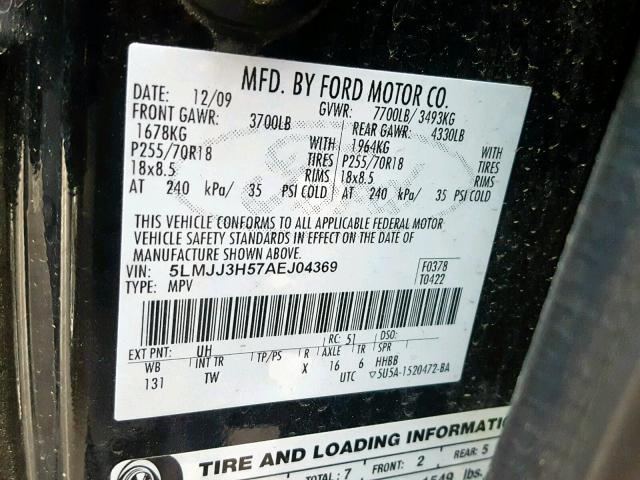 MFD. BY FORD MOTOR CO.
DATE: 12/09 GVWR: 7700LB/ 3493KG
FRONT GAWR: 3700LB REAR GAWR: 4330LB
1678KG WITH 1964KG WITH
P255/70R18 TIRES P255/70R18 TIRES
18x8.5 RIMS 18x8.5 RIMS
AT 240 kPa/ 35 PSI COLD AT 240 kPa/ 35 PSI COLD
THIS VEHICLE CONFORMS TO ALL APPLICABLE FEDERAL MOTOR
VEHICLE SAFETY STANDARDS IN EFFECT ON THE DATE OF
MANUFACTURE SHOWN ABOVE.
VIN: 5LMJJ3H57AEJ04369 F0378
TYPE: MPV T0422
EXT PNT: UH RC: 51 DSO:
WB INT TR TP/PS R AXLE TR SPR
131 TW X 16 6 HHBB
UTC ▽5U5A-1520472-BA
TIRE AND LOADING INFORMATION
TOTAL: 7 FRONT: 2 REAR: 5
lbs.